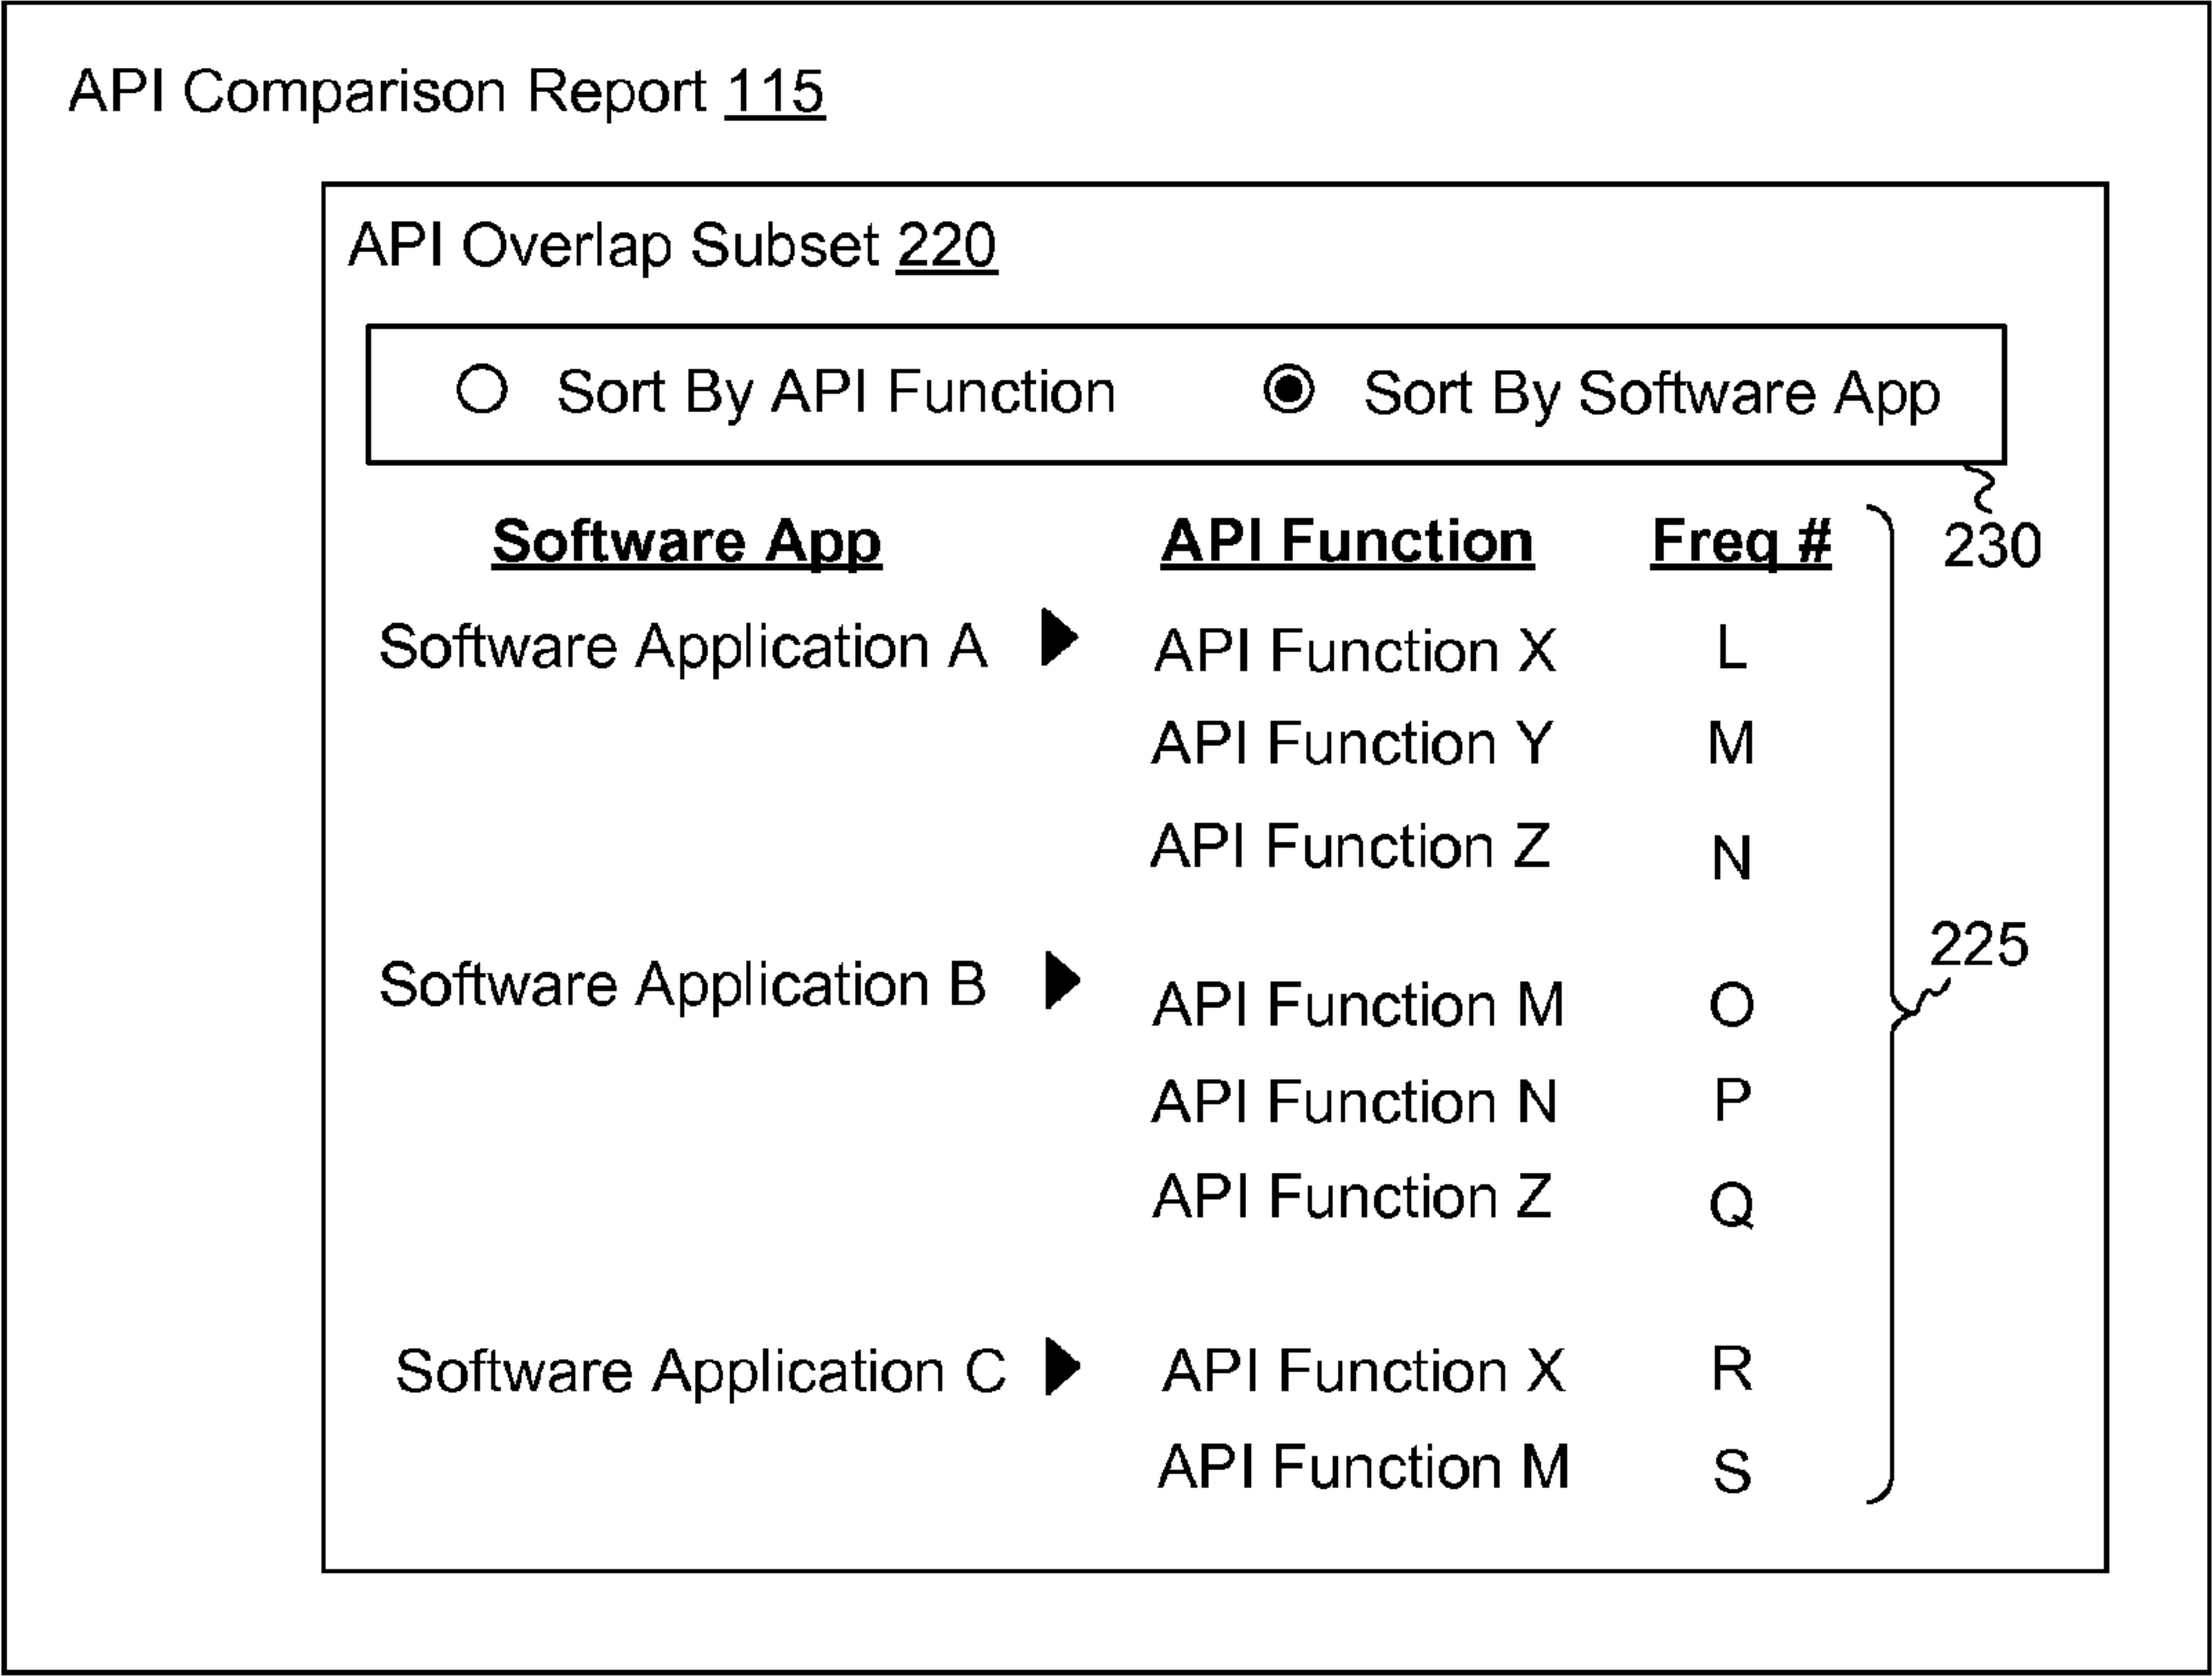 API Comparison Report 115
API Overlap Subset 220
Sort By API Function Sort By Software App
230
Software App API Function Freq #
Software Application A API Function X L
API Function Y M
API Function Z N
225
Software Application B API Function M O
API Function N P
API Function Z Q
Software Application C API Function X R
API Function M S